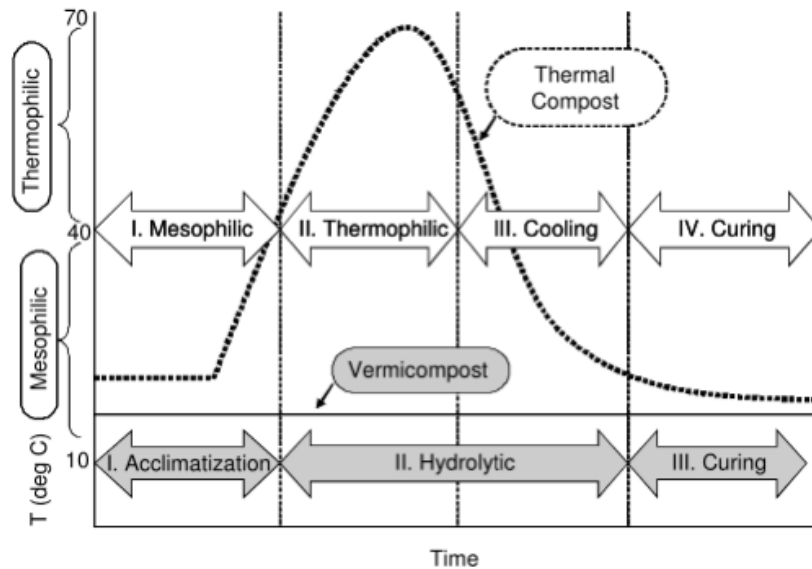 70
Thermophilic
Thermal
Compost
40
I. Mesophilic
II. Thermophilic
III. Cooling
IV. Curing
Mesophilic
Vermicompost
T (deg C)
10
I. Acclimatization
II. Hydrolytic
III. Curing
Time